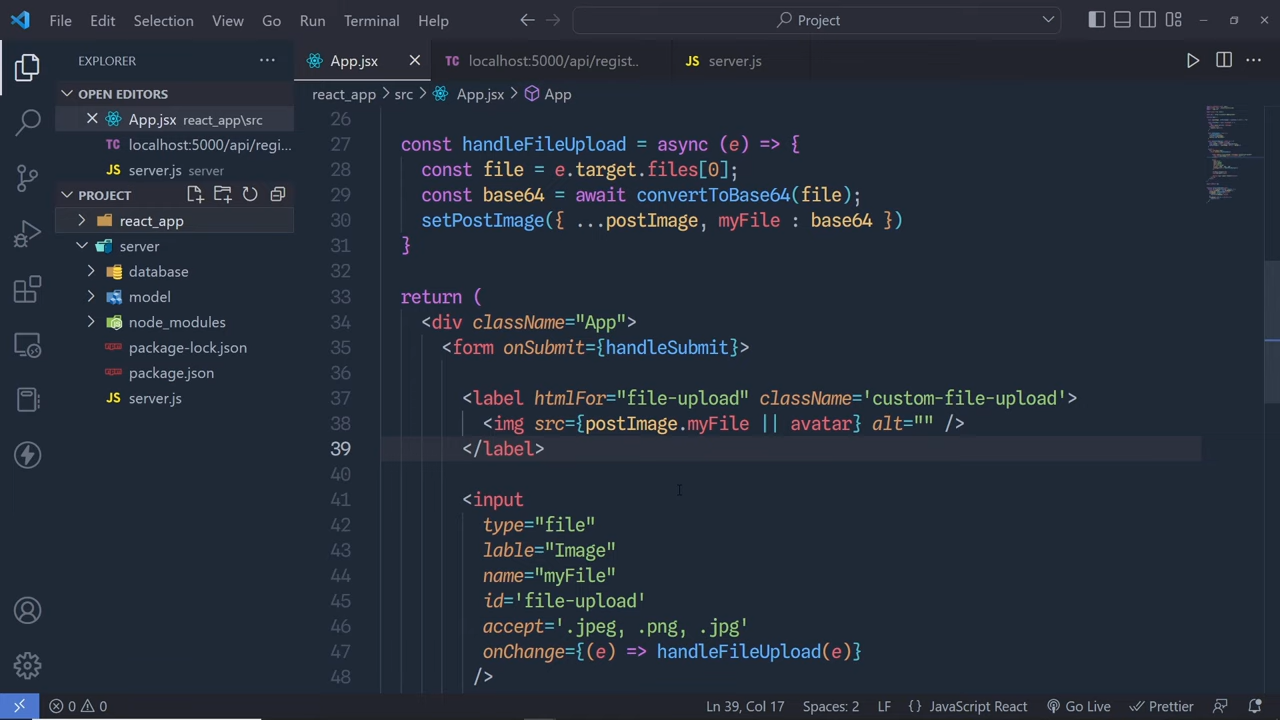 File Edit Selection View Go Run Terminal Help
Project
EXPLORER
OPEN EDITORS
App.jsx react_app\src
localhost:5000/api/regi...
server.js server
PROJECT
react_app
server
database
model
node_modules
package-lock.json
package.json
server.js
App.jsx
localhost:5000/api/regist..
server.js
react_app > src > App.jsx > App
26
27 const handleFileUpload = async (e) => {
28 const file = e.target.files[0];
29 const base64 = await convertToBase64(file);
30 setPostImage({ ...postImage, myFile : base64 })
31 }
32
33 return (
34 <div className="App">
35 <form onSubmit={handleSubmit}>
36
37 <label htmlFor="file-upload" className='custom-file-upload'>
38 <img src={postImage.myFile || avatar} alt="" />
39 </label>
40
41 <input
42 type="file"
43 lable="Image"
44 name="myFile"
45 id='file-upload'
46 accept='.jpeg, .png, .jpg'
47 onChange={(e) => handleFileUpload(e)}
48 />
0 0 Ln 39, Col 17 Spaces: 2 LF {} JavaScript React Go Live Prettier